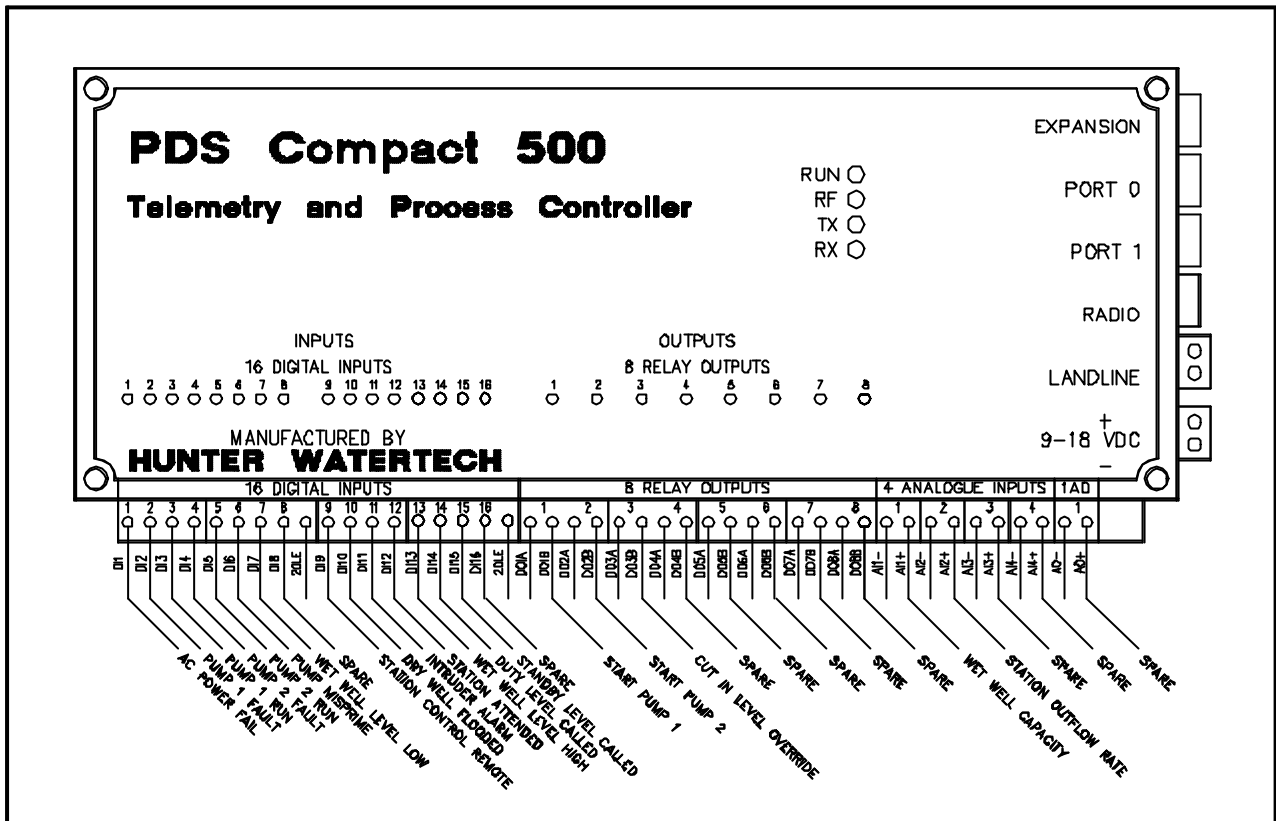 PDS Compact 500
Telemetry and Process Controller
RUN
RF
TX
RX
EXPANSION
PORT 0
PORT 1
RADIO
LANDLINE
+
9-18 VDC
-
INPUTS
16 DIGITAL INPUTS
1 2 3 4 5 6 7 8 9 10 11 12 13 14 15 16
OUTPUTS
8 RELAY OUTPUTS
1 2 3 4 5 6 7 8
MANUFACTURED BY
HUNTER WATERTECH
16 DIGITAL INPUTS
8 RELAY OUTPUTS
4 ANALOGUE INPUTS
1AO
1 2 3 4 5 6 7 8 9 10 11 12 13 14 15 16
1 2 3 4 5 6 7 8
1 2 3 4
1
DI1 DI2 DI3 DI4 DI5 DI6 DI7 DI8 DI9 DI10 DI11 DI12 DI13 DI14 DI15 DI16
DO1A DO1B DO2A DO2B DO3A DO3B DO4A DO4B DO5A DO5B DO6A DO6B DO7A DO7B DO8A DO8B
AI1- AI1+ AI2- AI2+ AI3- AI3+ AI4- AI4+ AO- AO+
AC POWER FAIL
PUMP 1 FAULT
PUMP 1 RUN
PUMP 2 FAULT
PUMP 2 RUN
PUMP MISPRIME
WET WELL LEVEL LOW
SPARE
STATION CONTROL REMOTE
DRY WELL FLOODED
INTRUDER ALARM
STATION ATTENDED
WET WELL LEVEL HIGH
DUTY LEVEL CALLED
STANDBY LEVEL CALLED
SPARE
START PUMP 1
START PUMP 2
CUT IN LEVEL OVERRIDE
SPARE
SPARE
SPARE
SPARE
SPARE
WET WELL CAPACITY
STATION OUTFLOW RATE
SPARE
SPARE
SPARE